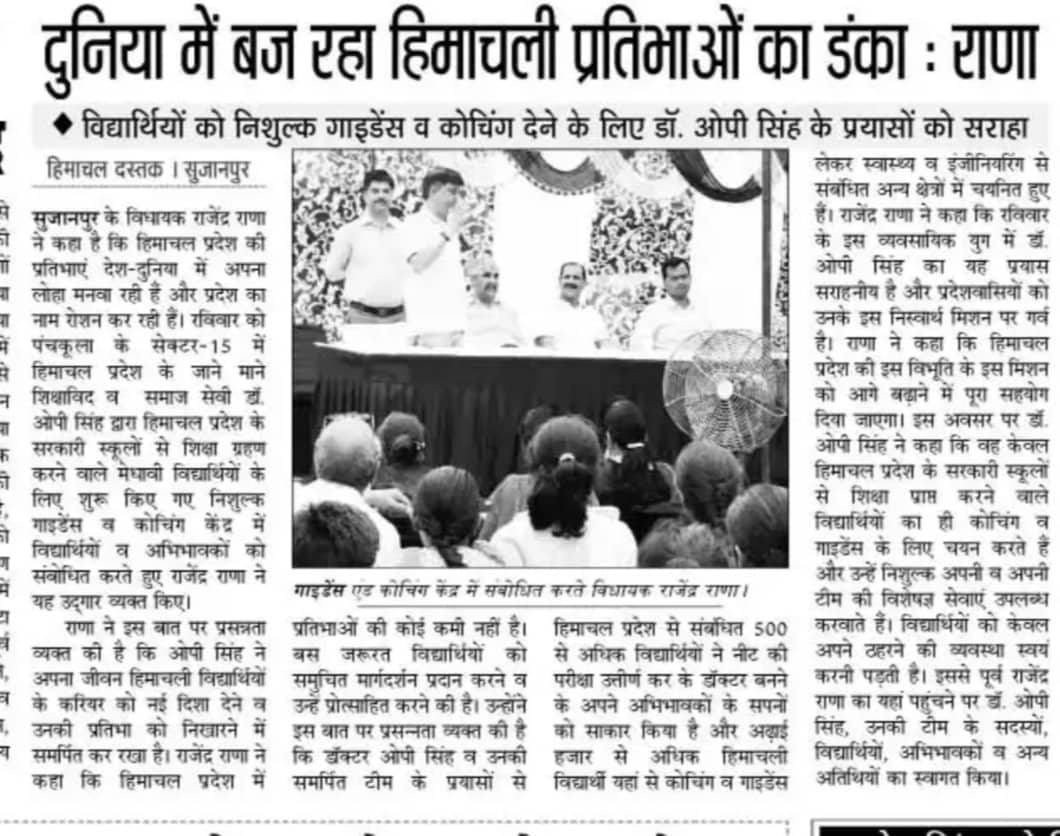 दुनिया में बज रहा हिमाचली प्रतिभाओं का डंका : राणा
◆ विद्यार्थियों को निशुल्क गाइडेंस व कोचिंग देने के लिए डॉ. ओपी सिंह के प्रयासों को सराहा
हिमाचल दस्तक । सुजानपुर
सुजानपुर के विधायक राजेंद्र राणा
ने कहा है कि हिमाचल प्रदेश की
प्रतिभाएं देश-दुनिया में अपना
लोहा मनवा रही हैं और प्रदेश का
नाम रोशन कर रही हैं। रविवार को
पंचकूला के सेक्टर-15 में
हिमाचल प्रदेश के जाने माने
शिक्षाविद व समाज सेवी डॉ.
ओपी सिंह द्वारा हिमाचल प्रदेश के
सरकारी स्कूलों से शिक्षा ग्रहण
करने वाले मेधावी विद्यार्थियों के
लिए शुरू किए गए निशुल्क
गाइडेंस व कोचिंग केंद्र में
विद्यार्थियों व अभिभावकों को
संबोधित करते हुए राजेंद्र राणा ने
यह उद्गार व्यक्त किए।
राणा ने इस बात पर प्रसन्नता
व्यक्त की है कि ओपी सिंह ने
अपना जीवन हिमाचली विद्यार्थियों
के करियर को नई दिशा देने व
उनकी प्रतिभा को निखारने में
समर्पित कर रखा है। राजेंद्र राणा ने
कहा कि हिमाचल प्रदेश में
गाइडेंस एंड कोचिंग केंद्र में संबोधित करते विधायक राजेंद्र राणा।
प्रतिभाओं की कोई कमी नहीं है।
बस जरूरत विद्यार्थियों को
समुचित मार्गदर्शन प्रदान करने व
उन्हें प्रोत्साहित करने की है। उन्होंने
इस बात पर प्रसन्नता व्यक्त की है
कि डॉक्टर ओपी सिंह व उनकी
समर्पित टीम के प्रयासों से
हिमाचल प्रदेश से संबंधित 500
से अधिक विद्यार्थियों ने नीट की
परीक्षा उत्तीर्ण कर के डॉक्टर बनने
के अपने अभिभावकों के सपनों
को साकार किया है और अढ़ाई
हजार से अधिक हिमाचली
विद्यार्थी यहां से कोचिंग व गाइडेंस
लेकर स्वास्थ्य व इंजीनियरिंग से
संबंधित अन्य क्षेत्रों में चयनित हुए
हैं। राजेंद्र राणा ने कहा कि रविवार
के इस व्यवसायिक युग में डॉ.
ओपी सिंह का यह प्रयास
सराहनीय है और प्रदेशवासियों को
उनके इस निस्वार्थ मिशन पर गर्व
है। राणा ने कहा कि हिमाचल
प्रदेश की इस विभूति के इस मिशन
को आगे बढ़ाने में पूरा सहयोग
दिया जाएगा। इस अवसर पर डॉ.
ओपी सिंह ने कहा कि वह केवल
हिमाचल प्रदेश के सरकारी स्कूलों
से शिक्षा प्राप्त करने वाले
विद्यार्थियों का ही कोचिंग व
गाइडेंस के लिए चयन करते हैं
और उन्हें निशुल्क अपनी व अपनी
टीम की विशेषज्ञ सेवाएं उपलब्ध
करवाते हैं। विद्यार्थियों को केवल
अपने ठहरने की व्यवस्था स्वयं
करनी पड़ती है। इससे पूर्व राजेंद्र
राणा का यहां पहुंचने पर डॉ. ओपी
सिंह, उनकी टीम के सदस्यों,
विद्यार्थियों, अभिभावकों व अन्य
अतिथियों का स्वागत किया।